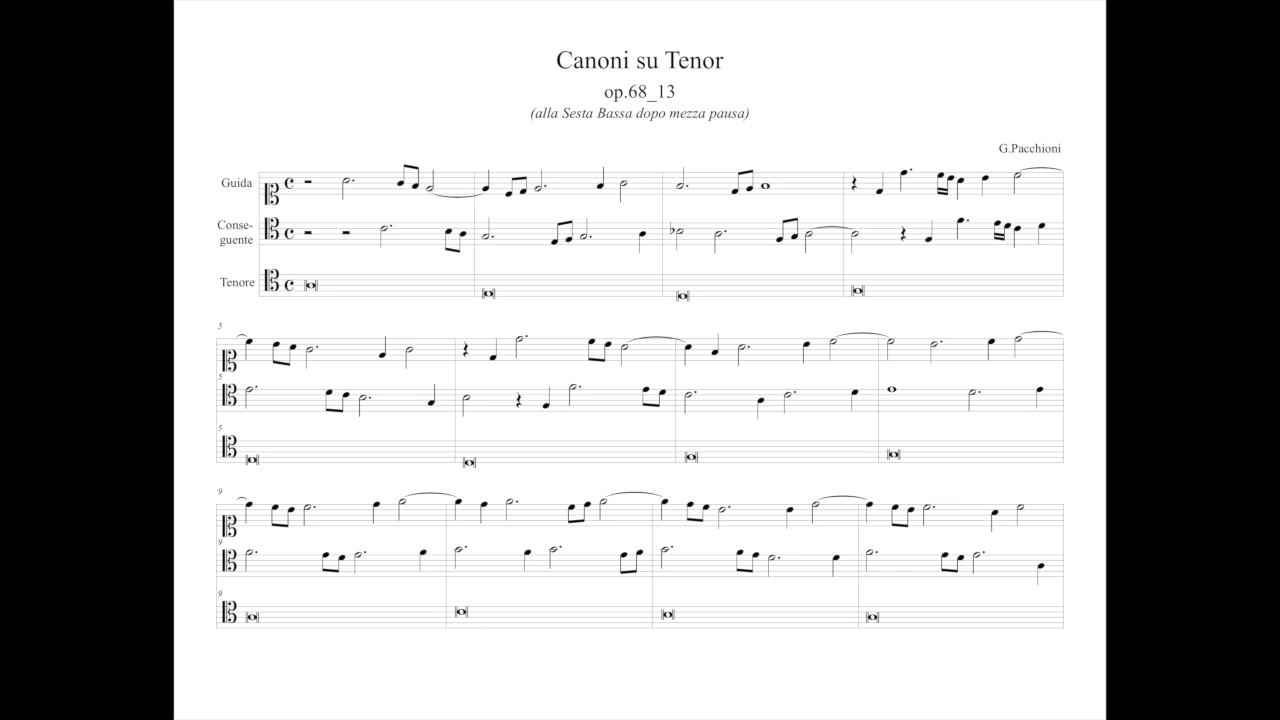 Canoni su Tenor
op.68_13
(alla Sesta Bassa dopo mezza pausa)
G.Pacchioni
Guida
Conse-
guente
Tenore
5
5
5
9
9
9